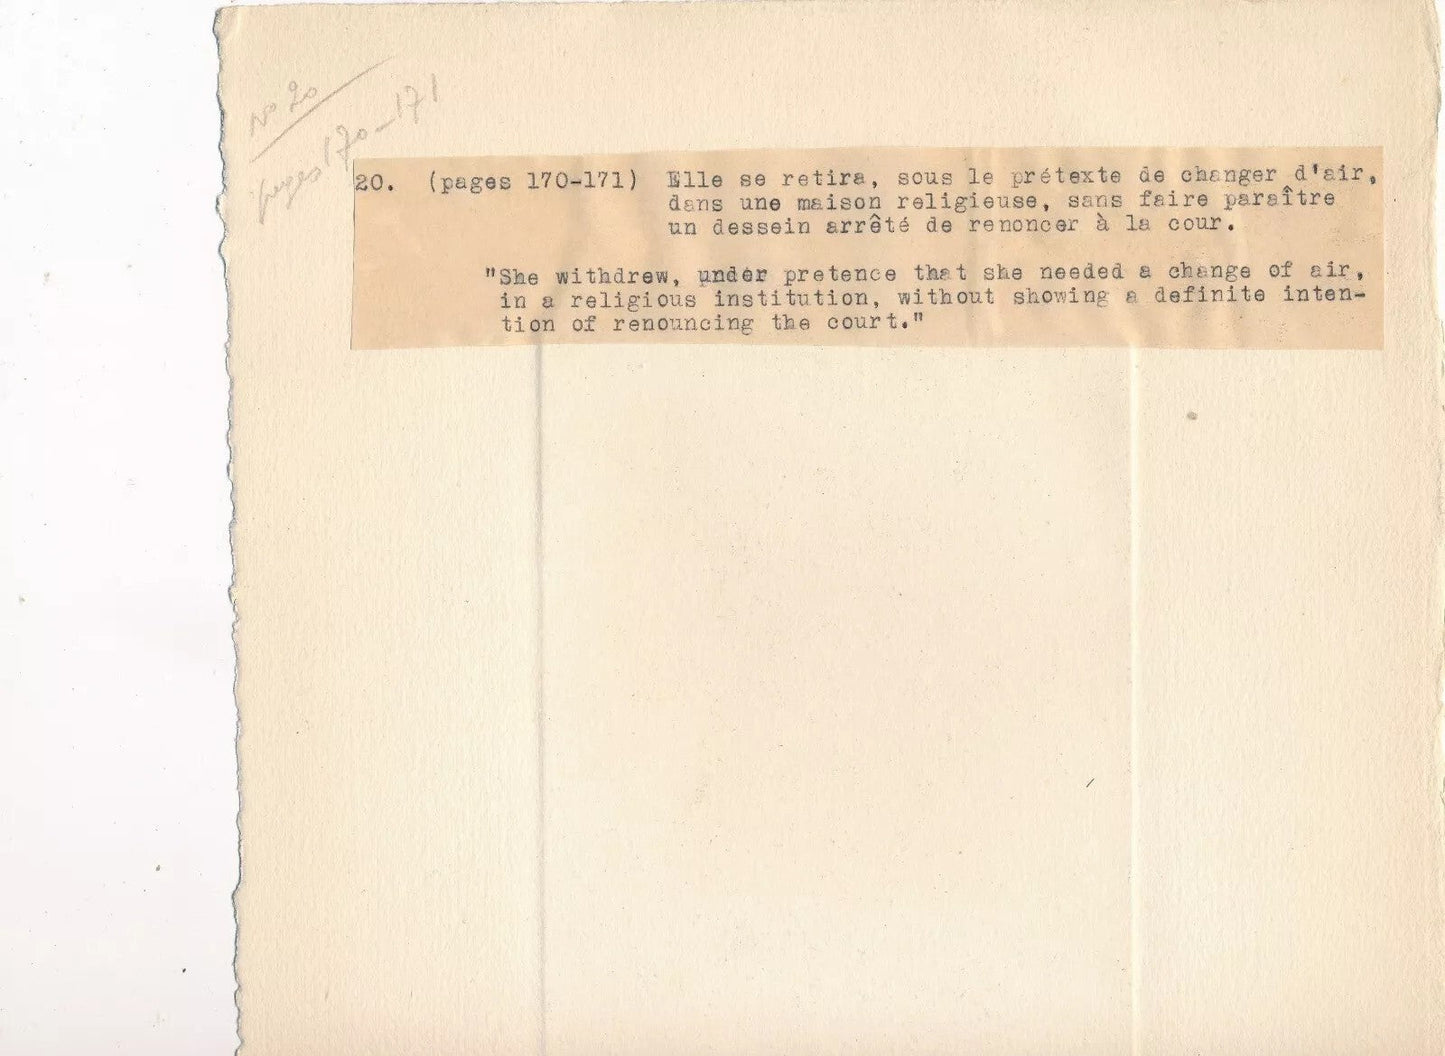 No 20
pages 170-171
20. (pages 170-171) Elle se retira, sous le prétexte de changer d'air,
dans une maison religieuse, sans faire paraître
un dessein arrêté de renoncer à la cour.
"She withdrew, under pretence that she needed a change of air,
in a religious institution, without showing a definite inten-
tion of renouncing the court."